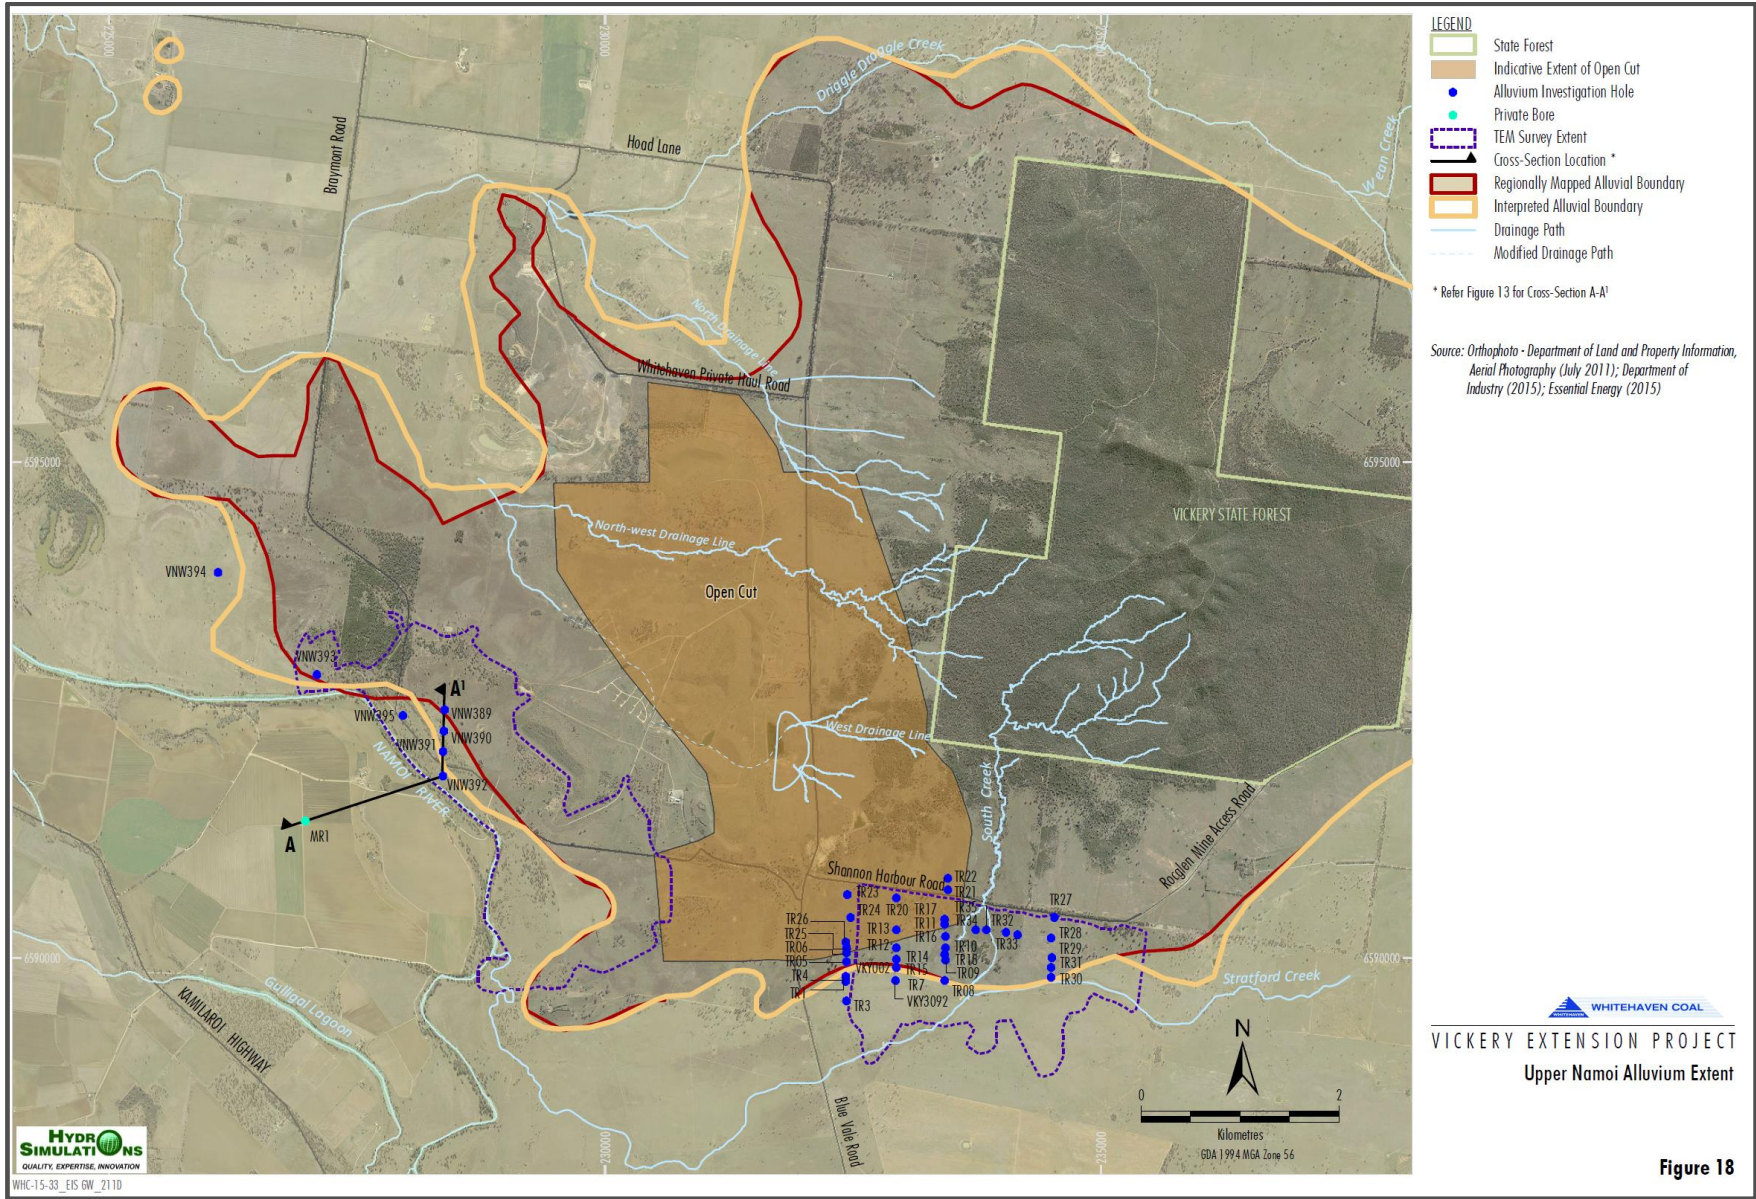 LEGEND
State Forest
Indicative Extent of Open Cut
Alluvium Investigation Hole
Private Bore
TEM Survey Extent
Cross-Section Location *
Regionally Mapped Alluvial Boundary
Interpreted Alluvial Boundary
Drainage Path
Modified Drainage Path
* Refer Figure 13 for Cross-Section A-A¹
Source: Orthophoto - Department of Land and Property Information,
Aerial Photography (July 2011); Department of
Industry (2015); Essential Energy (2015)
230000
Driggle Draggle Creek
Wean Creek
Braymont Road
Hoad Lane
North Drainage Line
Whitehaven Private Haul Road
6595000
6595000
North-west Drainage Line
VICKERY STATE FOREST
VNW394
Open Cut
VNW393
A¹
VNW395
VNW389
VNW391
VNW390
VNW392
NAMOI
RIVER
West Drainage Line
A
MR1
South Creek
Rocglen Mine Access Road
Shannon Harbour Road
TR22
TR21
TR23
TR24
TR20
TR17
TR35
TR27
TR26
TR25
TR13
TR11
TR34
TR32
TR28
TR06
TR12
TR16
TR10
TR33
TR29
TR05
TR14
TR18
TR31
TR4
VKY002
TR15
TR09
TR30
TR1
TR7
TR08
TR3
VKY3092
6590000
6590000
Stratford Creek
Gulligal Lagoon
KAMILAROI HIGHWAY
Blue Vale Road
230000
235000
N
0 2
Kilometres
GDA 1994 MGA Zone 56
HYDR SIMULATI NS
QUALITY, EXPERTISE, INNOVATION
WHC-15-33_EIS GW_211D
WHITEHAVEN
WHITEHAVEN COAL
VICKERY EXTENSION PROJECT
Upper Namoi Alluvium Extent
Figure 18